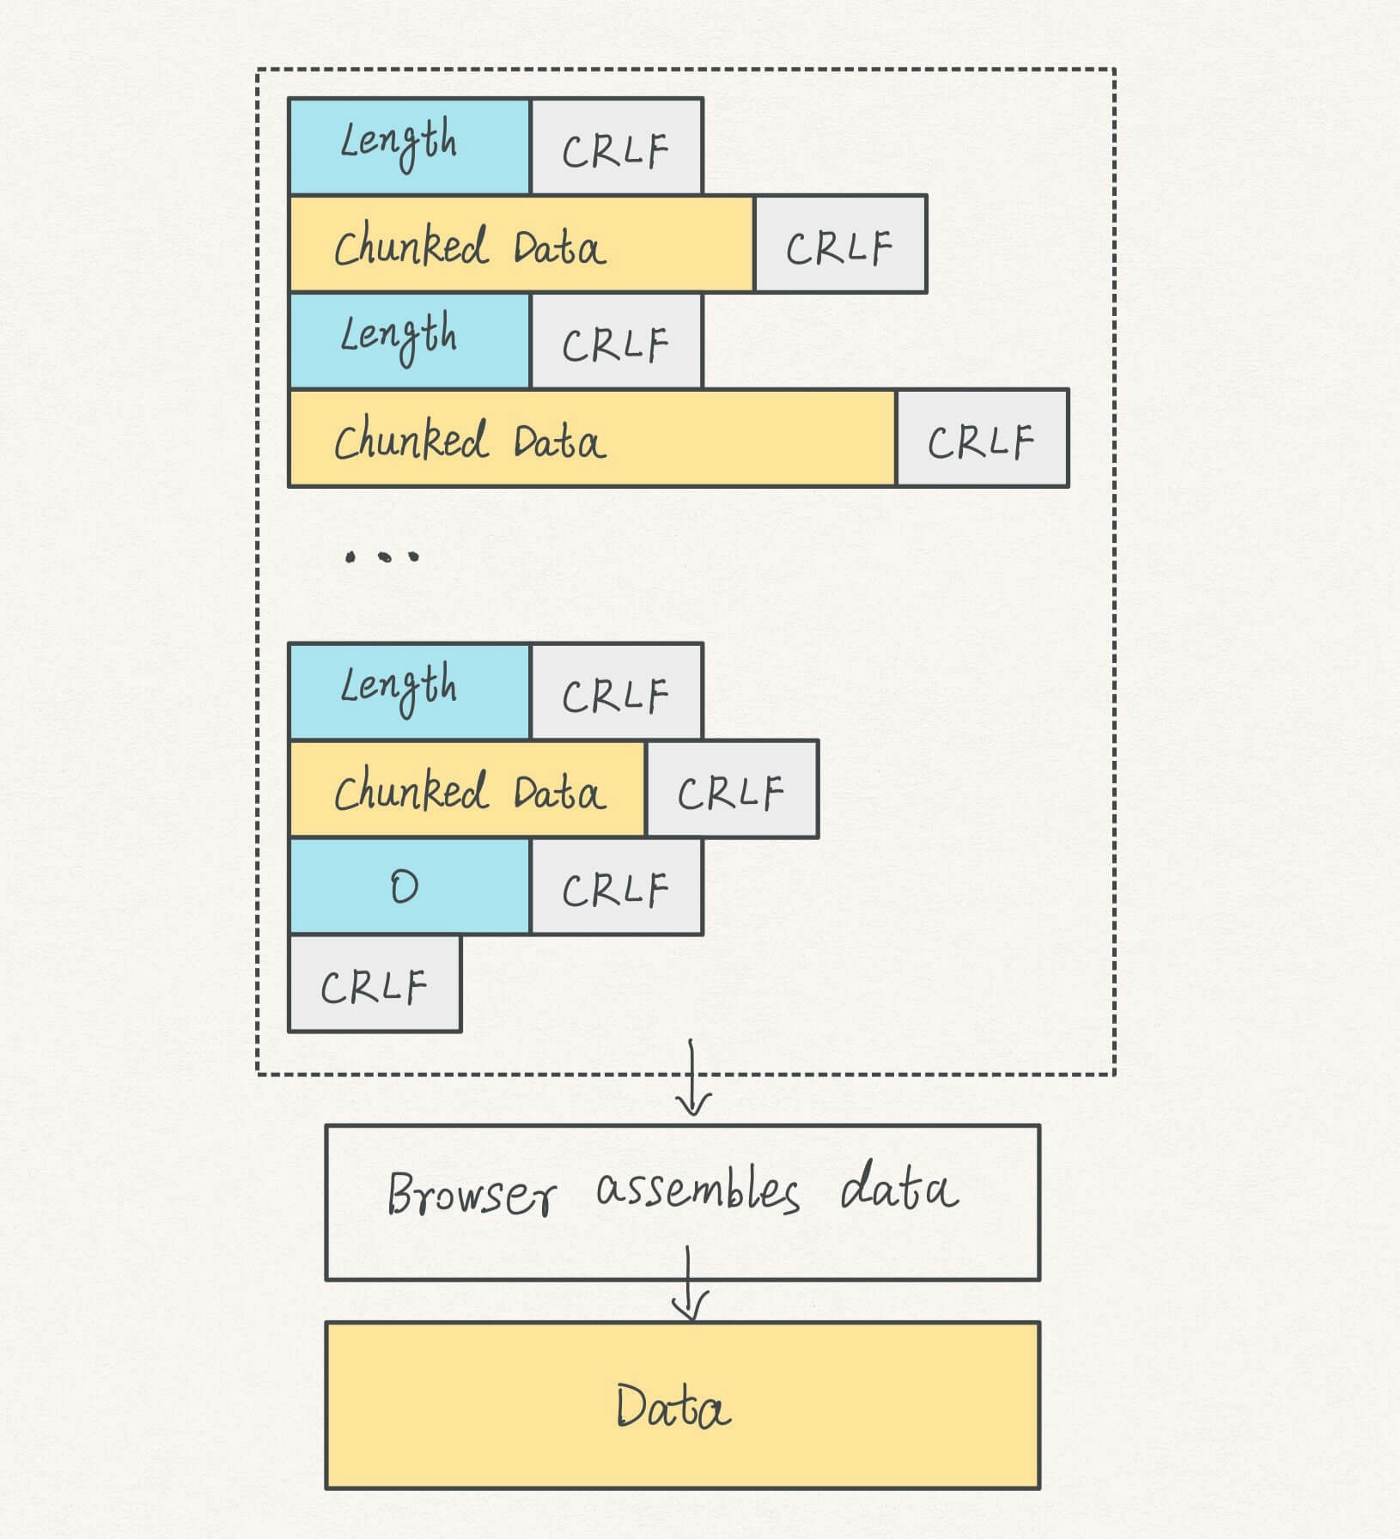 Length CRLF
Chunked Data CRLF
Length CRLF
Chunked Data CRLF
...
Length CRLF
Chunked Data CRLF
0 CRLF
CRLF
Browser assembles data
Data